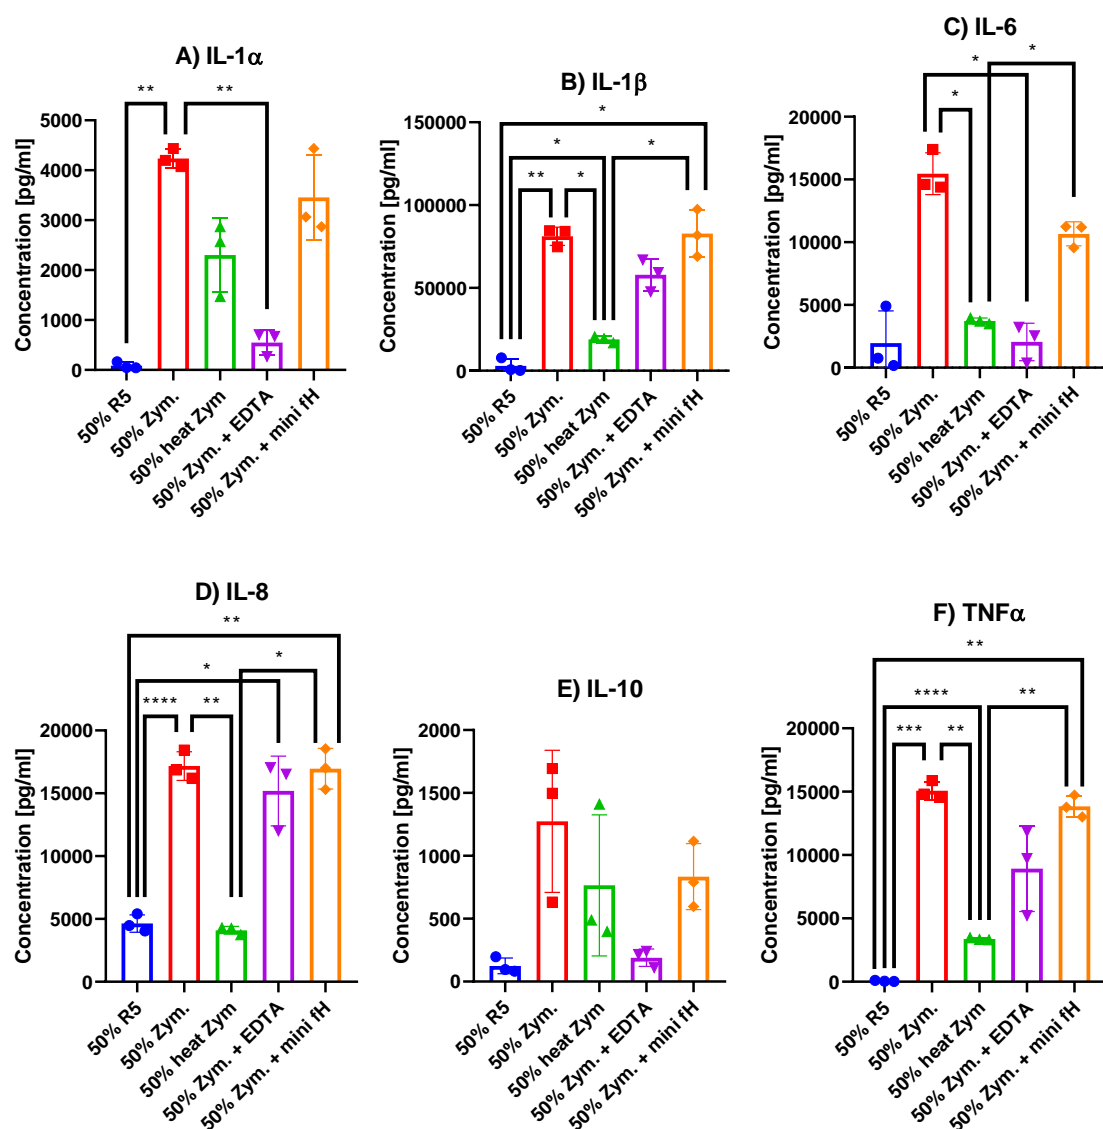 A) IL-1α
** **
Concentration [pg/ml]
5000
4000
3000
2000
1000
0
50% R5
50% Zym.
50% heat Zym
50% Zym. + EDTA
50% Zym. + mini fH
B) IL-1β
*
* *
** *
Concentration [pg/ml]
150000
100000
50000
0
50% R5
50% Zym.
50% heat Zym
50% Zym. + EDTA
50% Zym. + mini fH
C) IL-6
*
*
*
Concentration [pg/ml]
20000
15000
10000
5000
0
50% R5
50% Zym.
50% heat Zym
50% Zym. + EDTA
50% Zym. + mini fH
D) IL-8
**
* *
**** **
Concentration [pg/ml]
20000
15000
10000
5000
0
50% R5
50% Zym.
50% heat Zym
50% Zym. + EDTA
50% Zym. + mini fH
E) IL-10
Concentration [pg/ml]
2000
1500
1000
500
0
50% R5
50% Zym.
50% heat Zym
50% Zym. + EDTA
50% Zym. + mini fH
F) TNFα
**
**** **
*** **
Concentration [pg/ml]
20000
15000
10000
5000
0
50% R5
50% Zym.
50% heat Zym
50% Zym. + EDTA
50% Zym. + mini fH